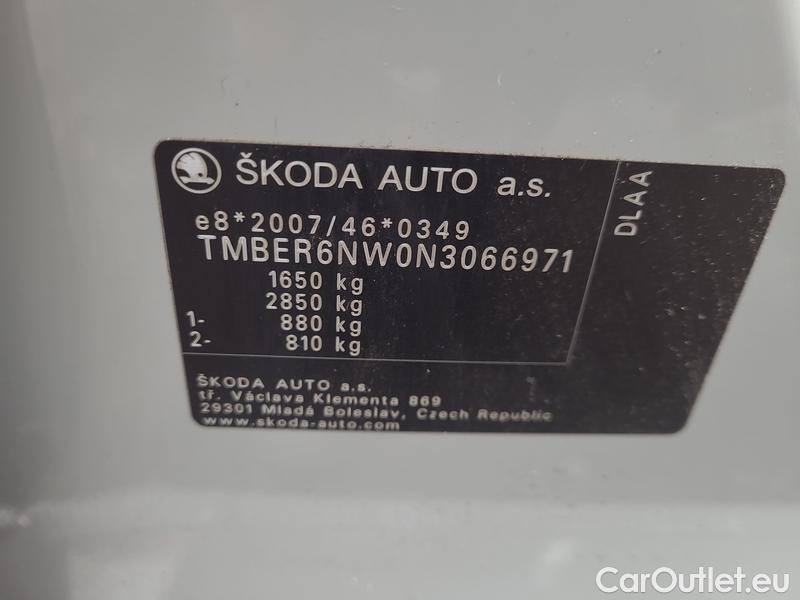 ŠKODA AUTO a.s.
e8*2007/46*0349
TMBER6NW0N3066971
1650 kg
2850 kg
1- 880 kg
2- 810 kg
DLAA
ŠKODA AUTO a.s.
tř. Václava Klementa 869
29301 Mladá Boleslav, Czech Republic
www.skoda-auto.com
CarOutlet.eu